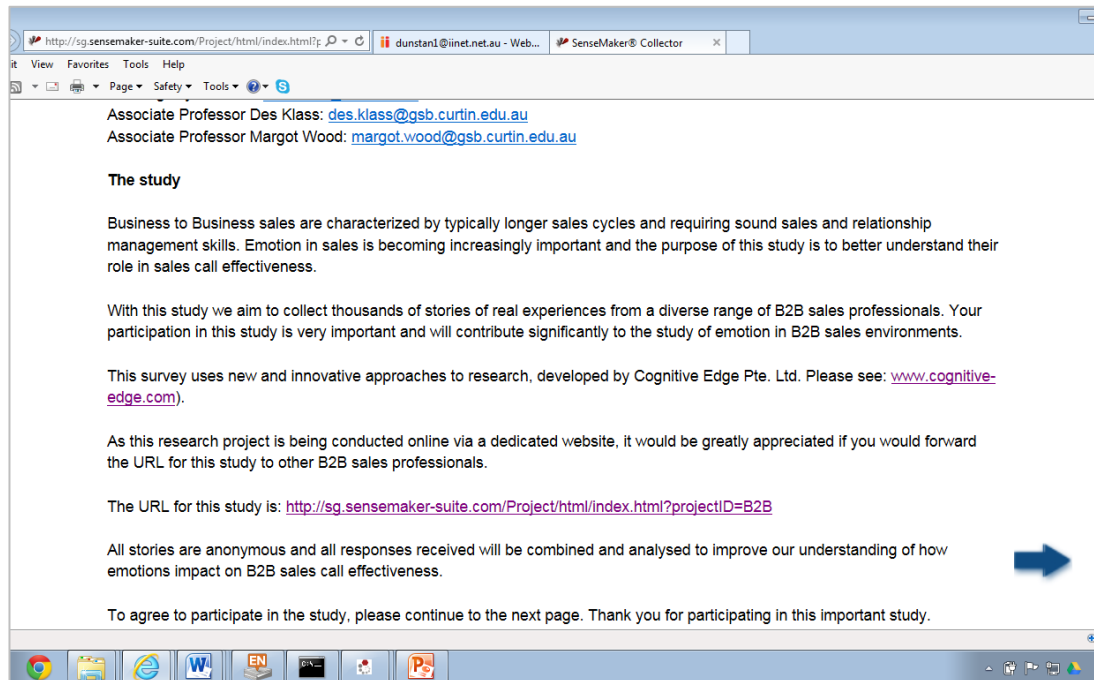 http://sg.sensemaker-suite.com/Project/html/index.html?p
dunstan1@iinet.net.au - Web...
SenseMaker® Collector
it View Favorites Tools Help
Page Safety Tools
Associate Professor Des Klass: des.klass@gsb.curtin.edu.au
Associate Professor Margot Wood: margot.wood@gsb.curtin.edu.au
The study
Business to Business sales are characterized by typically longer sales cycles and requiring sound sales and relationship
management skills. Emotion in sales is becoming increasingly important and the purpose of this study is to better understand their
role in sales call effectiveness.
With this study we aim to collect thousands of stories of real experiences from a diverse range of B2B sales professionals. Your
participation in this study is very important and will contribute significantly to the study of emotion in B2B sales environments.
This survey uses new and innovative approaches to research, developed by Cognitive Edge Pte. Ltd. Please see: www.cognitive-
edge.com).
As this research project is being conducted online via a dedicated website, it would be greatly appreciated if you would forward
the URL for this study to other B2B sales professionals.
The URL for this study is: http://sg.sensemaker-suite.com/Project/html/index.html?projectID=B2B
All stories are anonymous and all responses received will be combined and analysed to improve our understanding of how
emotions impact on B2B sales call effectiveness.
To agree to participate in the study, please continue to the next page. Thank you for participating in this important study.
EN